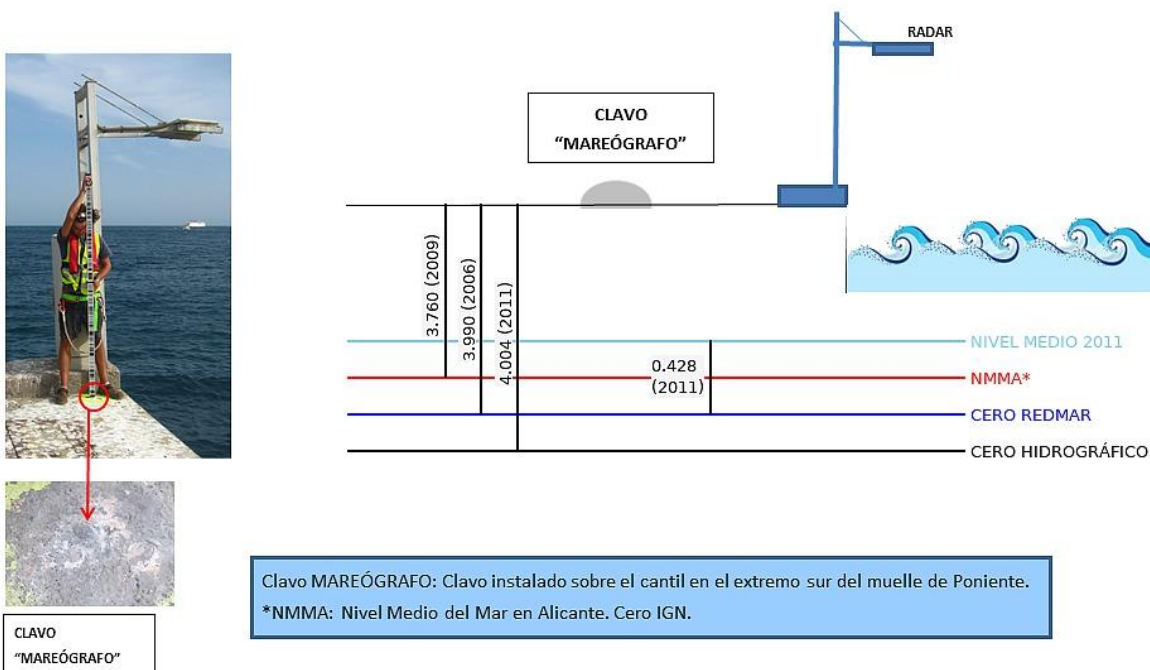 RADAR
CLAVO
“MAREÓGRAFO”
3.760 (2009)
3.990 (2006)
4.004 (2011)
0.428
(2011)
NIVEL MEDIO 2011
NMMA*
CERO REDMAR
CERO HIDROGRÁFICO
Clavo MAREÓGRAFO: Clavo instalado sobre el cantil en el extremo sur del muelle de Poniente.
*NMMA: Nivel Medio del Mar en Alicante. Cero IGN.
CLAVO
“MAREÓGRAFO”